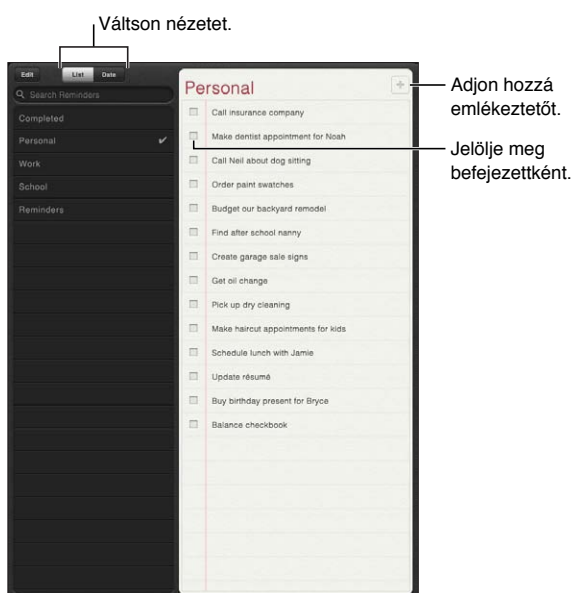 Váltson nézetet.
Edit
List
Date
Search Reminders
Completed
Personal
Work
School
Reminders
Personal
Call insurance company
Make dentist appointment for Noah
Call Neil about dog sitting
Order paint swatches
Budget our backyard remodel
Find after school nanny
Create garage sale signs
Get oil change
Pick up dry cleaning
Make haircut appointments for kids
Schedule lunch with Jamie
Update résumé
Buy birthday present for Bryce
Balance checkbook
Adjon hozzá
emlékeztetőt.
Jelölje meg
befejezettként.